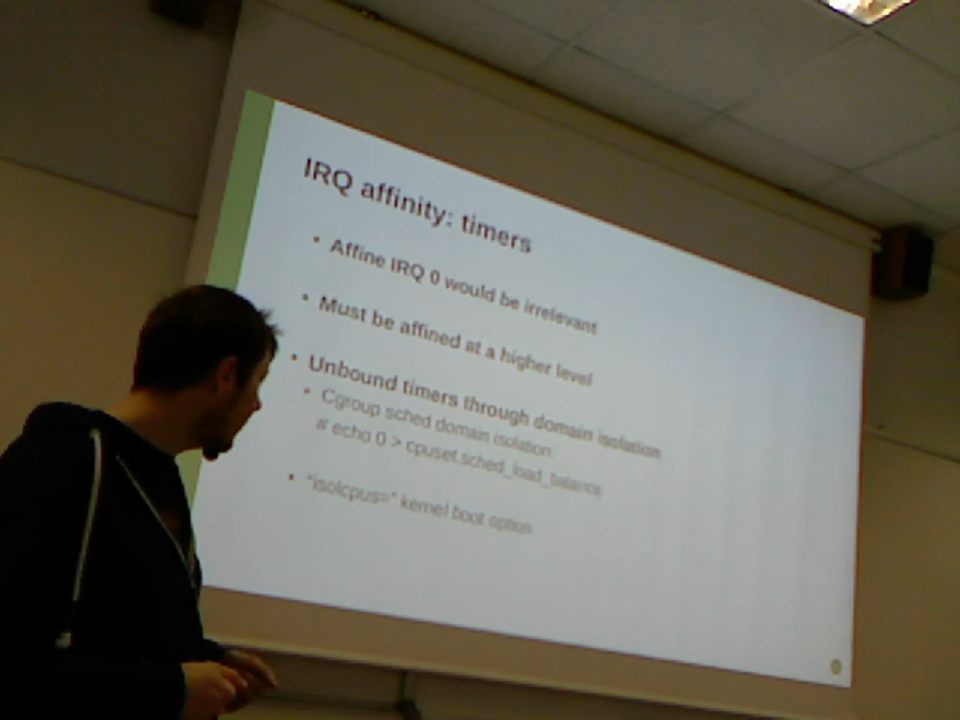 IRQ affinity: timers
• Affine IRQ 0 would be irrelevant
• Must be affined at a higher level
• Unbound timers through domain isolation
• Cgroup sched domain isolation:
# echo 0 > cpuset.sched_load_balance
• "isolcpus=" kernel boot option